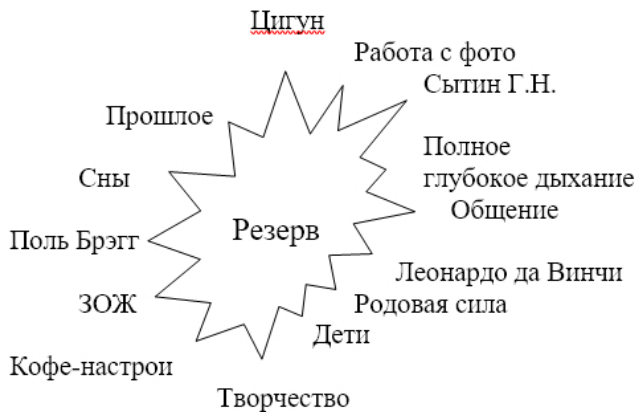 Цигун
Работа с фото
Сытин Г.Н.
Прошлое
Полное
глубокое дыхание
Сны
Общение
Резерв
Поль Брэгг
Леонардо да Винчи
ЗОЖ
Родовая сила
Дети
Кофе-настрои
Творчество